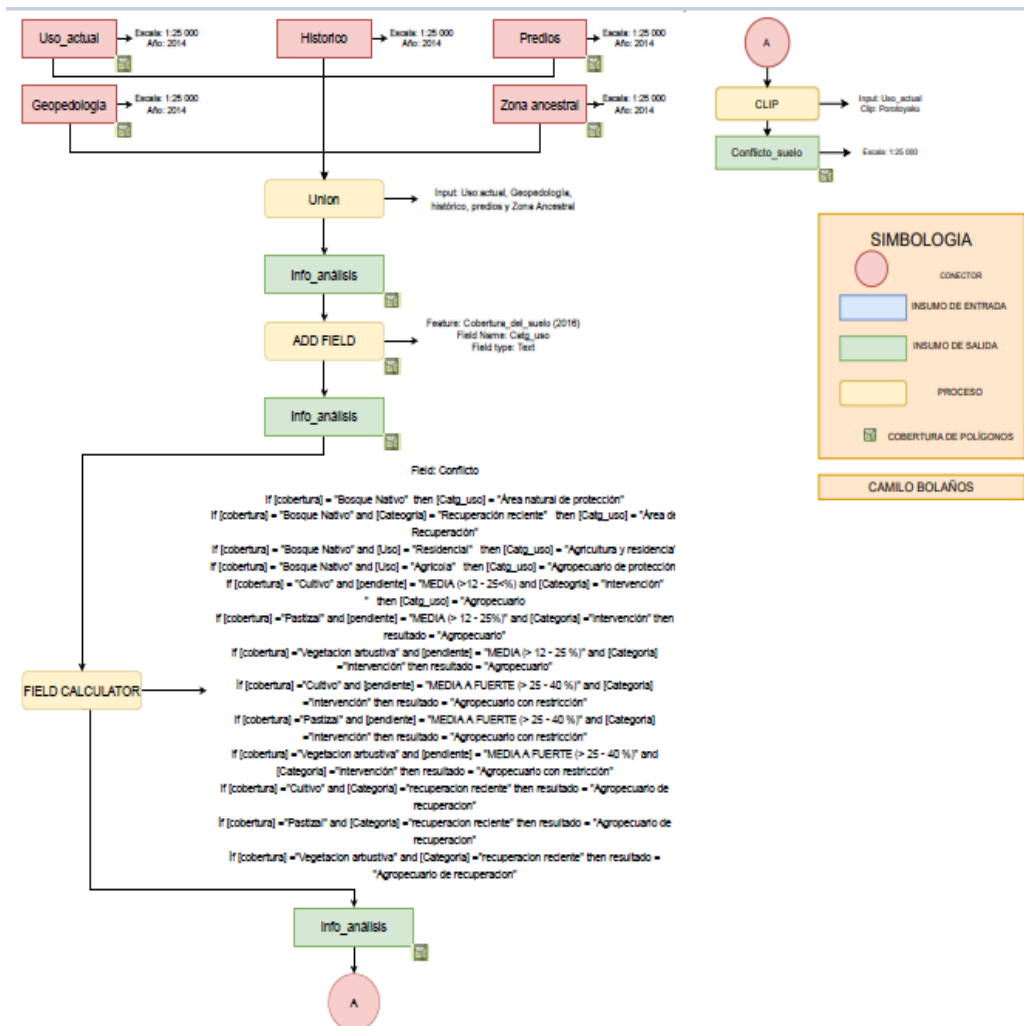 Uso_actual
Escala: 1:25 000
Año: 2014
Historico
Escala: 1:25 000
Año: 2014
Predios
Escala: 1:25 000
Año: 2014
Geopedologia
Escala: 1:25 000
Año: 2014
Zona ancestral
Escala: 1:25 000
Año: 2014
Union
Input: Uso:actual, Geopedología,
histórico, predios y Zona Ancestral
Info_análisis
ADD FIELD
Feature: Cobertura_del_suelo (2016)
Field Name: Catg_uso
Field type: Text
Info_análisis
Field: Conflicto
If [cobertura] = "Bosque Nativo" then [Catg_uso] = "Área natural de protección"
If [cobertura] = "Bosque Nativo" and [Cateogría] = "Recuperación reciente" then [Catg_uso] = "Área de
Recuperación"
If [cobertura] = "Bosque Nativo" and [Uso] = "Residencial" then [Catg_uso] = "Agricultura y residencial
If [cobertura] = "Bosque Nativo" and [Uso] = "Agrícola" then [Catg_uso] = "Agropecuario de protección
If [cobertura] = "Cultivo" and [pendiente] = "MEDIA (>12 - 25<%) and [Cateogría] = "Intervención"
" then [Catg_uso] = "Agropecuario
If [cobertura] ="Pastizal" and [pendiente] = "MEDIA (> 12 - 25%)" and [Categoria] ="Intervención" then
resultado = "Agropecuario"
If [cobertura] ="Vegetacion arbustiva" and [pendiente] = "MEDIA (> 12 - 25 %)" and [Categoria]
="Intervención" then resultado = "Agropecuario"
If [cobertura] ="Cultivo" and [pendiente] = "MEDIA A FUERTE (> 25 - 40 %)" and [Categoria]
="Intervención" then resultado = "Agropecuario con restricción"
If [cobertura] ="Pastizal" and [pendiente] = "MEDIA A FUERTE (> 25 - 40 %)" and [Categoria]
="Intervención" then resultado = "Agropecuario con restricción"
If [cobertura] ="Vegetacion arbustiva" and [pendiente] = "MEDIA A FUERTE (> 25 - 40 %)" and
[Categoria] ="Intervención" then resultado = "Agropecuario con restricción"
If [cobertura] ="Cultivo" and [Categoria] ="recuperacion reciente" then resultado = "Agropecuario de
recuperacion"
If [cobertura] ="Pastizal" and [Categoria] ="recuperacion reciente" then resultado = "Agropecuario de
recuperacion"
If [cobertura] ="Vegetacion arbustiva" and [Categoria] ="recuperacion reciente" then resultado =
"Agropecuario de recuperacion"
FIELD CALCULATOR
Info_análisis
A
A
CLIP
Input: Uso_actual
Clip: Porotoyaku
Conflicto_suelo
Escala: 1:25 000
SIMBOLOGIA
CONECTOR
INSUMO DE ENTRADA
INSUMO DE SALIDA
PROCESO
COBERTURA DE POLÍGONOS
CAMILO BOLAÑOS